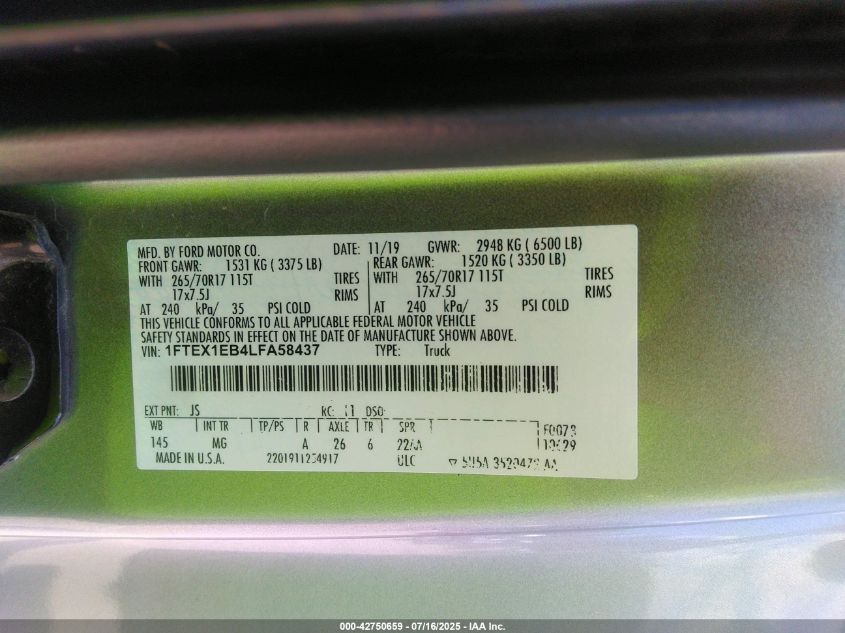 MFD. BY FORD MOTOR CO. DATE: 11/19 GVWR: 2948 KG ( 6500 LB)
FRONT GAWR: 1531 KG ( 3375 LB) REAR GAWR: 1520 KG ( 3350 LB)
WITH 265/70R17 115T TIRES WITH 265/70R17 115T TIRES
17x7.5J RIMS 17x7.5J RIMS
AT 240 kPa/ 35 PSI COLD AT 240 kPa/ 35 PSI COLD
THIS VEHICLE CONFORMS TO ALL APPLICABLE FEDERAL MOTOR VEHICLE
SAFETY STANDARDS IN EFFECT ON THE DATE OF MANUFACTURE SHOWN ABOVE.
VIN: 1FTEX1EB4LFA58437 TYPE: Truck
EXT PNT: JS RC: 11 DSO:
WB INT TR TP/PS R AXLE TR SPR
145 MG A 26 6
MADE IN U.S.A. ULC
000-42750659 - 07/16/2025 - IAA Inc.